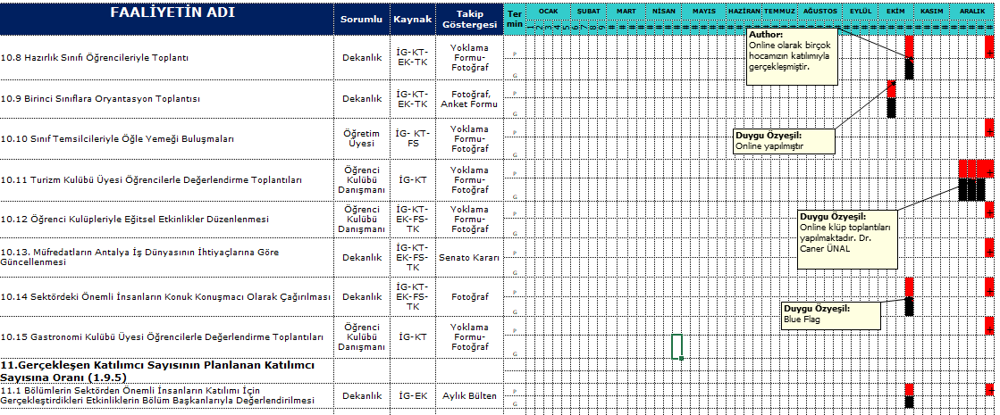 FAALİYETİN ADI
Sorumlu
Kaynak
Takip
Göstergesi
Ter
min
OCAK
ŞUBAT
MART
NİSAN
MAYIS
HAZİRAN
TEMMUZ
AĞUSTOS
EYLÜL
EKİM
KASIM
ARALIK
10.8 Hazırlık Sınıfı Öğrencileriyle Toplantı
Dekanlık
İG-KT-
EK-TK
Yoklama
Formu-
Fotoğraf
P
G
Author:
Online olarak birçok
hocamızın katılımıyla
gerçekleşmiştir.
10.9 Birinci Sınıflara Oryantasyon Toplantısı
Dekanlık
İG-KT-
EK-TK
Fotoğraf,
Anket Formu
P
G
10.10 Sınıf Temsilcileriyle Öğle Yemeği Buluşmaları
Öğretim
Üyesi
İG- KT-
FS
Yoklama
Formu-
Fotoğraf
P
G
Duygu Özyeşil:
Online yapılmıştır
10.11 Turizm Kulübü Üyesi Öğrencilerle Değerlendirme Toplantıları
Öğrenci
Kulübü
Danışmanı
İG-KT
Yoklama
Formu-
Fotoğraf
P
G
10.12 Öğrenci Kulüpleriyle Eğitsel Etkinlikler Düzenlenmesi
Öğrenci
Kulübü
Danışmanı
İG-KT-
EK-FS-
TK
Yoklama
Formu-
Fotoğraf
P
G
Duygu Özyeşil:
Online klüp toplantıları
yapılmaktadır. Dr.
Caner ÜNAL
10.13. Müfredatların Antalya İş Dünyasının İhtiyaçlarına Göre
Güncellenmesi
Dekanlık
İG-KT-
EK-FS-
TK
Senato Kararı
P
G
10.14 Sektördeki Önemli İnsanların Konuk Konuşmacı Olarak Çağırılması
Dekanlık
İG-KT-
EK-FS-
TK
Fotoğraf
P
G
Duygu Özyeşil:
Blue Flag
10.15 Gastronomi Kulübü Üyesi Öğrencilerle Değerlendirme Toplantıları
Öğrenci
Kulübü
Danışmanı
İG-KT
Yoklama
Formu-
Fotoğraf
P
G
11.Gerçekleşen Katılımcı Sayısının Planlanan Katılımcı
Sayısına Oranı (1.9.5)
11.1 Bölümlerin Sektörden Önemli İnsanların Katılımı İçin
Gerçekleştirdikleri Etkinliklerin Bölüm Başkanlarıyla Değerlendirilmesi
Dekanlık
İG-EK
Aylık Bülten
P
G